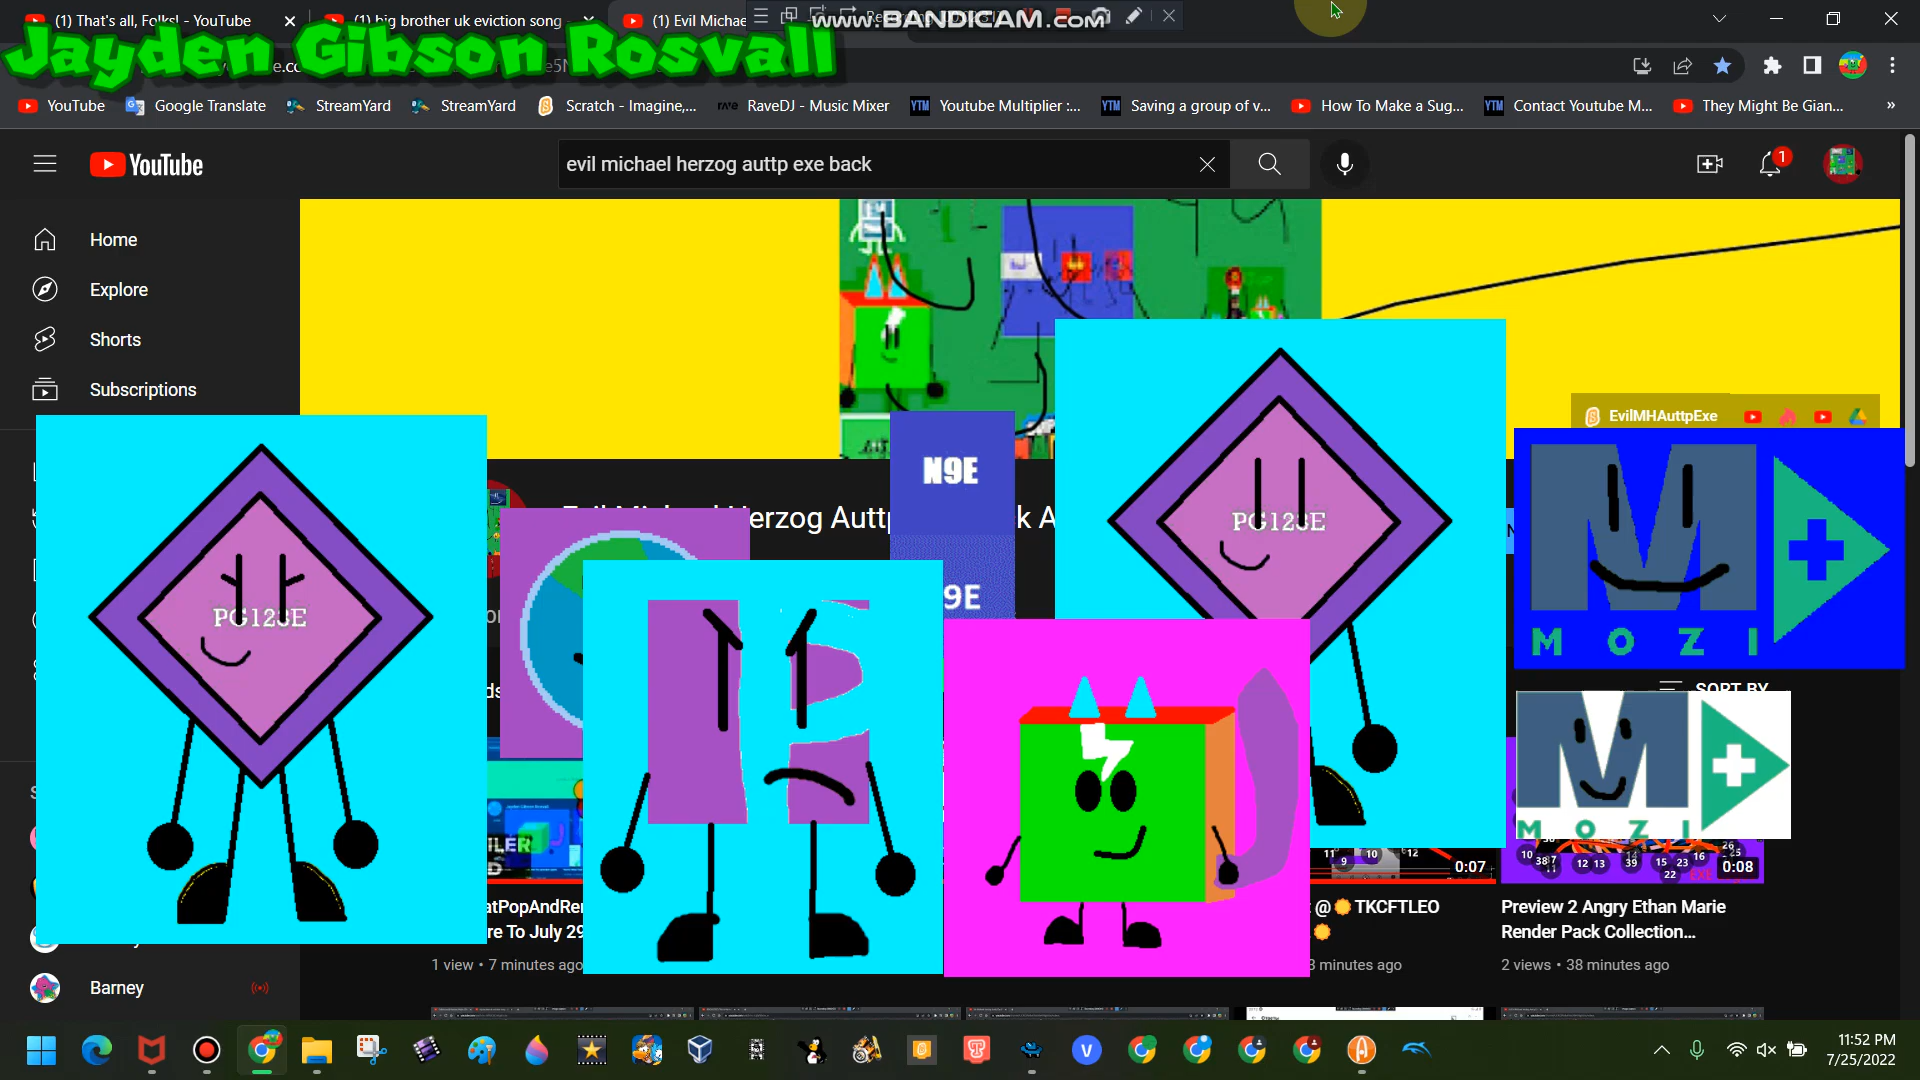 (1) That's all, Folks! - YouTube
(1) big brother uk eviction song
(1) Evil Michae
www.BANDICAM.com
Jayden Gibson Rosvall
YouTube
Google Translate
StreamYard
StreamYard
Scratch - Imagine,...
RaveDJ - Music Mixer
Youtube Multiplier :...
Saving a group of v...
How To Make a Sug...
Contact Youtube M...
They Might Be Gian...
»
YouTube
evil michael herzog auttp exe back
1
Home
Explore
Shorts
Subscriptions
EvilMHAuttpExe
N9E
9E
erzog Autt
k A
PG123E
PG123E
M O Z I
SORT BY
M O Z I
0:07
0:08
atPopAndRe
re To July 29
1 view • 7 minutes ago
@ TKCFTLEO
3 minutes ago
Preview 2 Angry Ethan Marie
Render Pack Collection...
2 views • 38 minutes ago
Barney
11:52 PM
7/25/2022